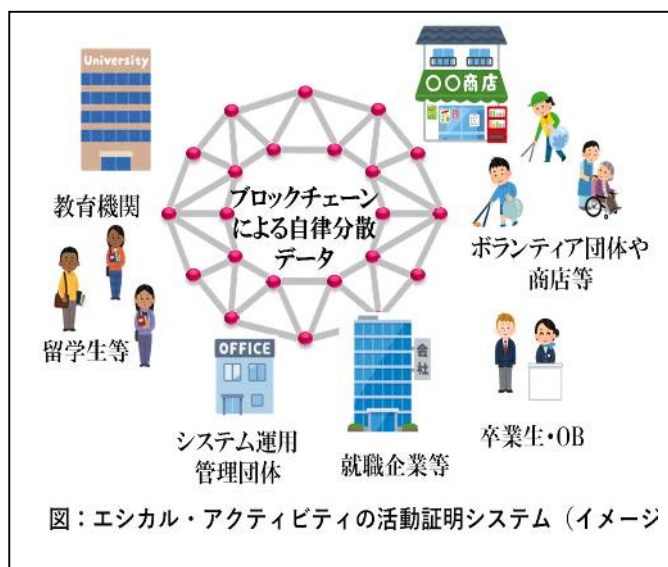 University
教育機関
留学生等
ブロックチェーン
による自律分散
データ
〇〇商店
ボランティア団体や
商店等
卒業生・OB
OFFICE
システム運用
管理団体
会社
就職企業等
図：エシカル・アクティビティの活動証明システム（イメージ